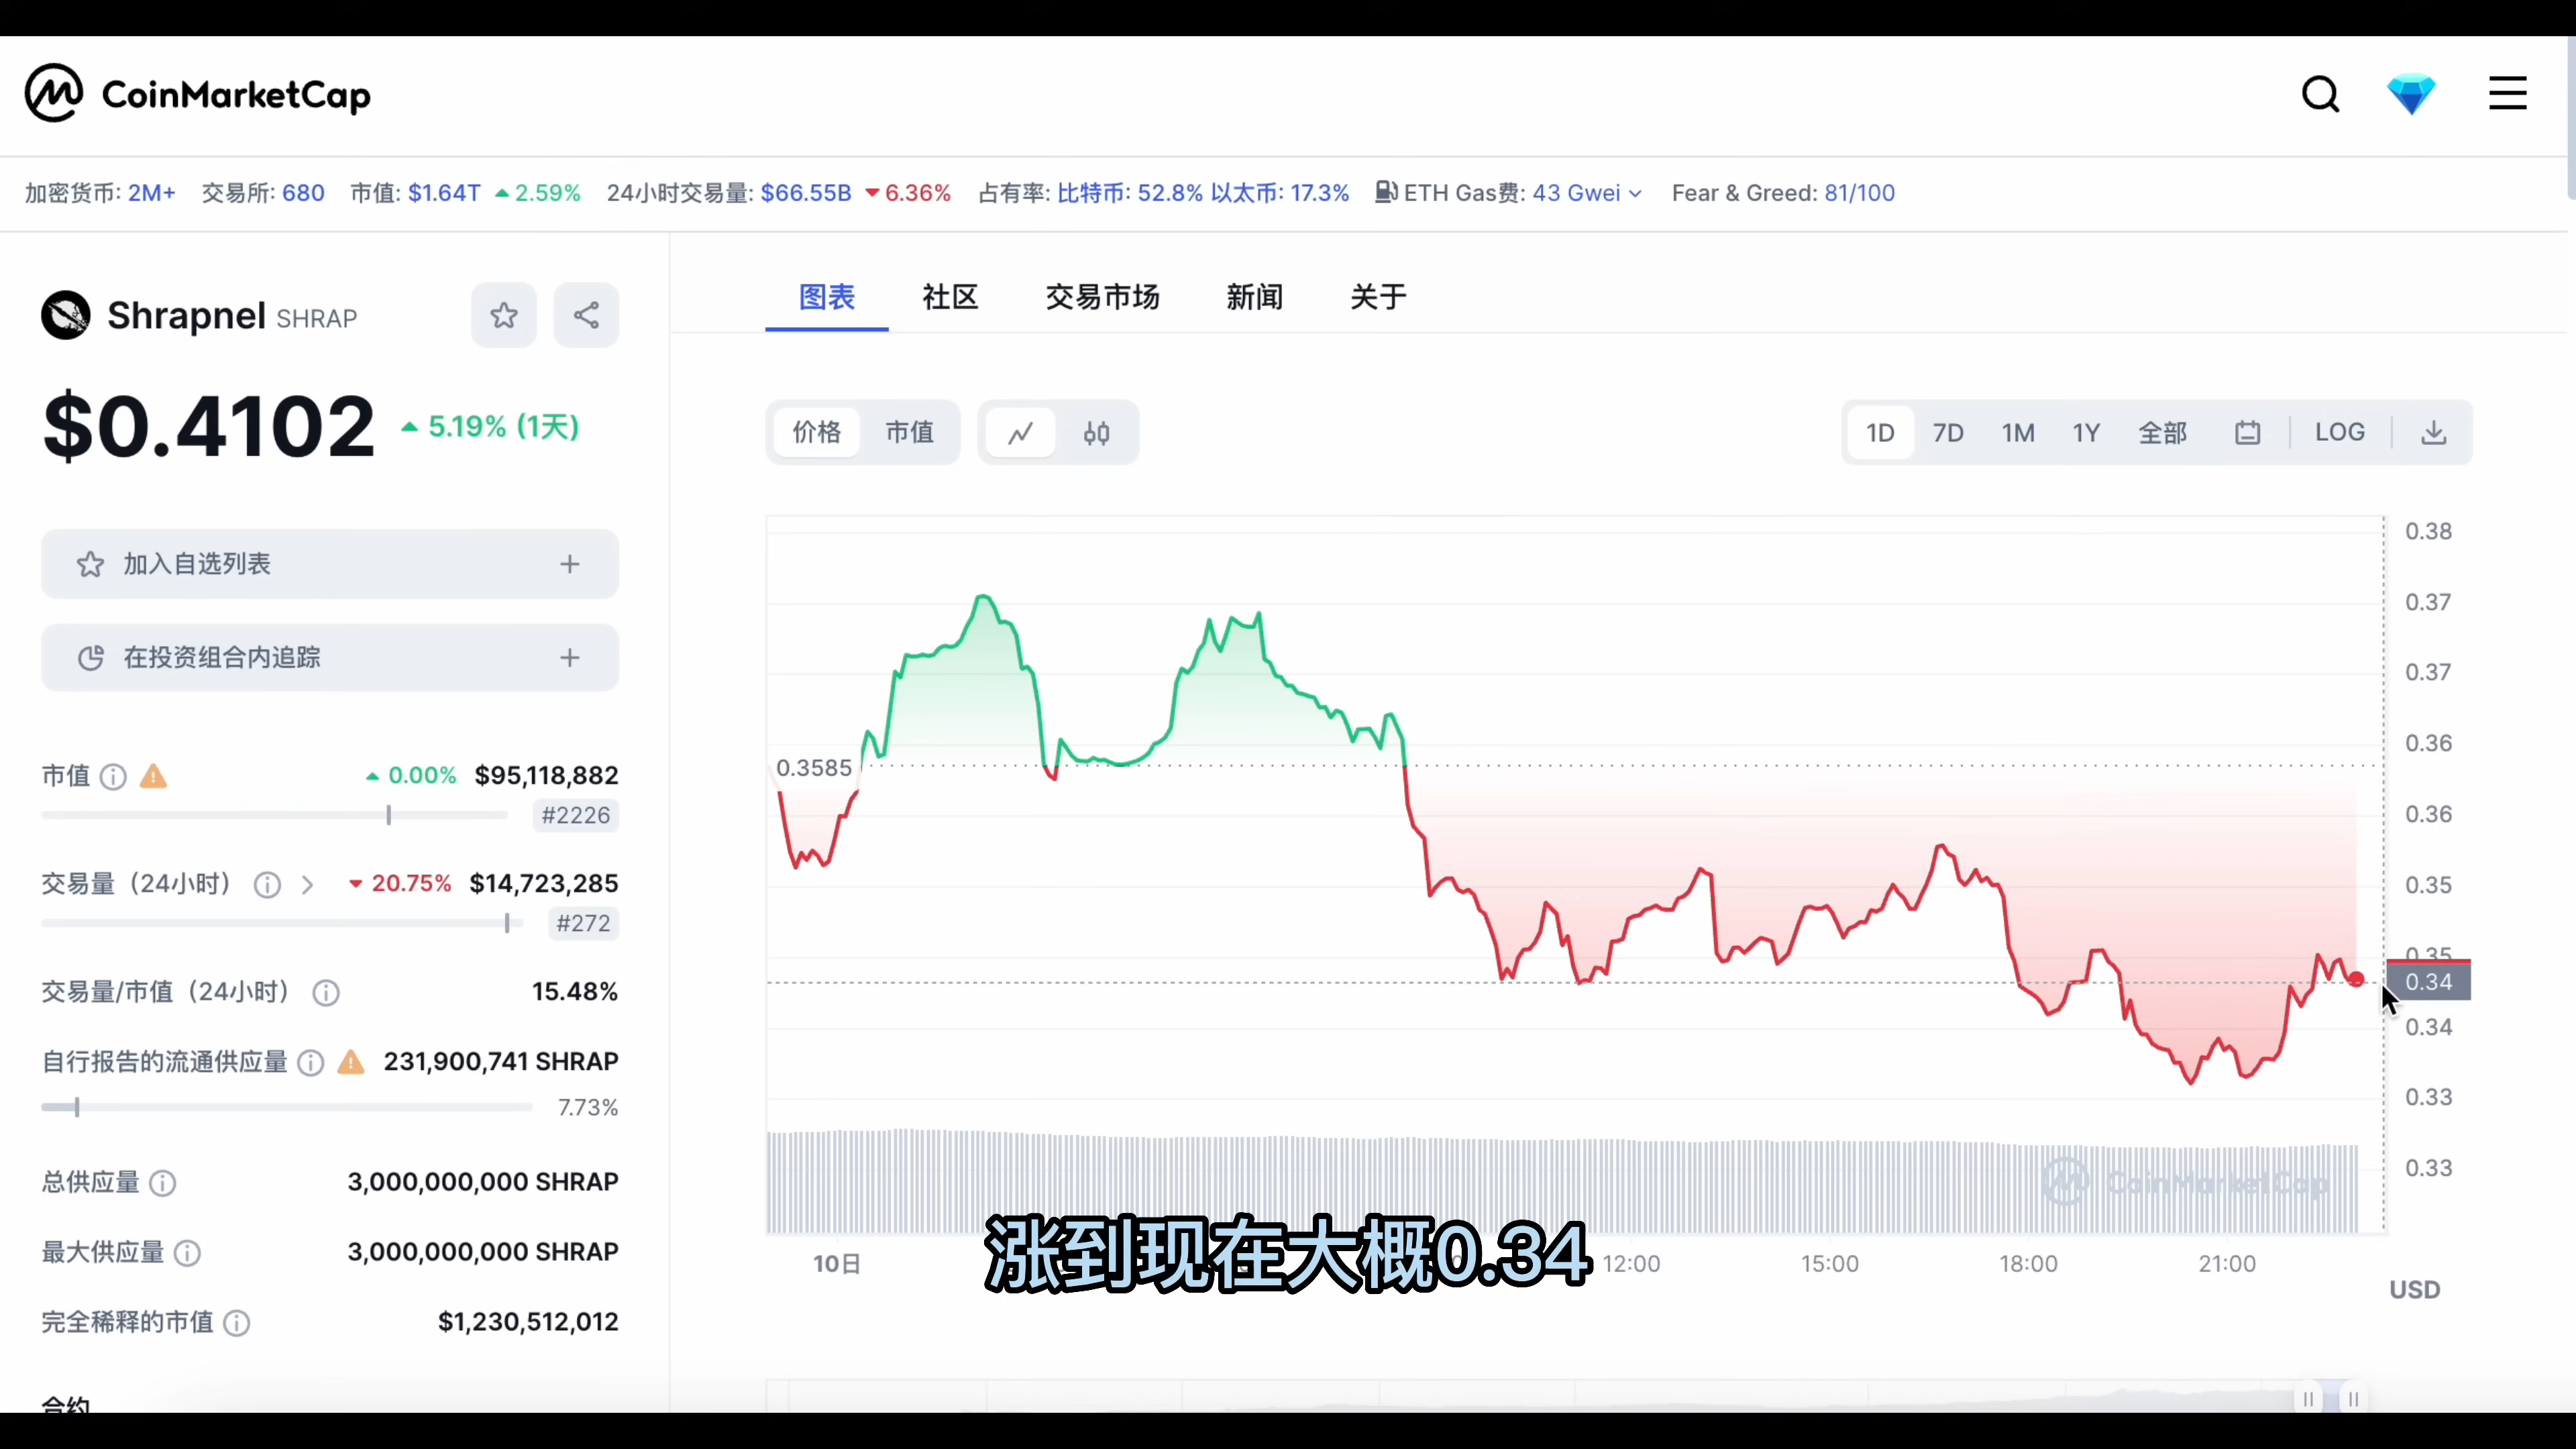 CoinMarketCap
加密货币: 2M+ 交易所: 680 市值: $1.64T 2.59% 24小时交易量: $66.55B 6.36% 占有率: 比特币: 52.8% 以太币: 17.3% ETH Gas费: 43 Gwei Fear & Greed: 81/100
Shrapnel SHRAP
$0.4102 5.19% (1天)
加入自选列表 +
在投资组合内追踪 +
市值 0.00% $95,118,882
#2226
交易量（24小时） 20.75% $14,723,285
#272
交易量/市值（24小时） 15.48%
自行报告的流通供应量 231,900,741 SHRAP
7.73%
总供应量 3,000,000,000 SHRAP
最大供应量 3,000,000,000 SHRAP
完全稀释的市值 $1,230,512,012
合约
图表 社区 交易市场 新闻 关于
价格 市值
1D 7D 1M 1Y 全部 LOG
0.38
0.37
0.37
0.36
0.3585
0.36
0.35
0.35
0.34
0.34
0.33
0.33
CoinMarketCap
10日 12:00 15:00 18:00 21:00
USD
涨到现在大概0.34